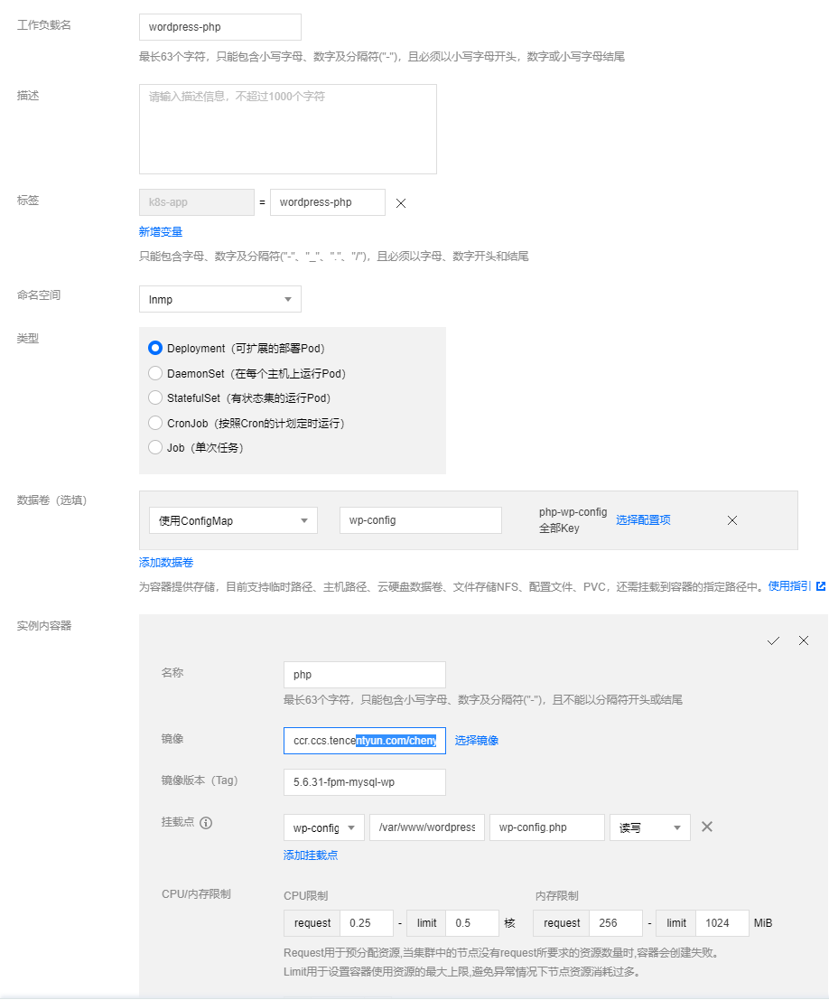 工作负载名 wordpress-php
最长63个字符，只能包含小写字母、数字及分隔符("-")，且必须以小写字母开头，数字或小写字母结尾
描述 请输入描述信息，不超过1000个字符
标签 k8s-app = wordpress-php
新增变量
只能包含字母、数字及分隔符("-"、"_"、"."、"/")，且必须以字母、数字开头和结尾
命名空间 lnmp
类型
Deployment（可扩展的部署Pod）
DaemonSet（在每个主机上运行Pod）
StatefulSet（有状态集的运行Pod）
CronJob（按照Cron的计划定时运行）
Job（单次任务）
数据卷（选填）
使用ConfigMap wp-config php-wp-config 选择配置项
全部Key
添加数据卷
为容器提供存储，目前支持临时路径、主机路径、云硬盘数据卷、文件存储NFS、配置文件、PVC，还需挂载到容器的指定路径中。使用指引
实例内容器
名称 php
最长63个字符，只能包含小写字母、数字及分隔符("-")，且不能以分隔符开头或结尾
镜像 ccr.ccs.tencentyun.com/cheny 选择镜像
镜像版本（Tag） 5.6.31-fpm-mysql-wp
挂载点 wp-config /var/www/wordpress wp-config.php 读写
添加挂载点
CPU/内存限制 CPU限制 内存限制
request 0.25 - limit 0.5 核 request 256 - limit 1024 MiB
Request用于预分配资源,当集群中的节点没有request所要求的资源数量时,容器会创建失败。
Limit用于设置容器使用资源的最大上限,避免异常情况下节点资源消耗过多。